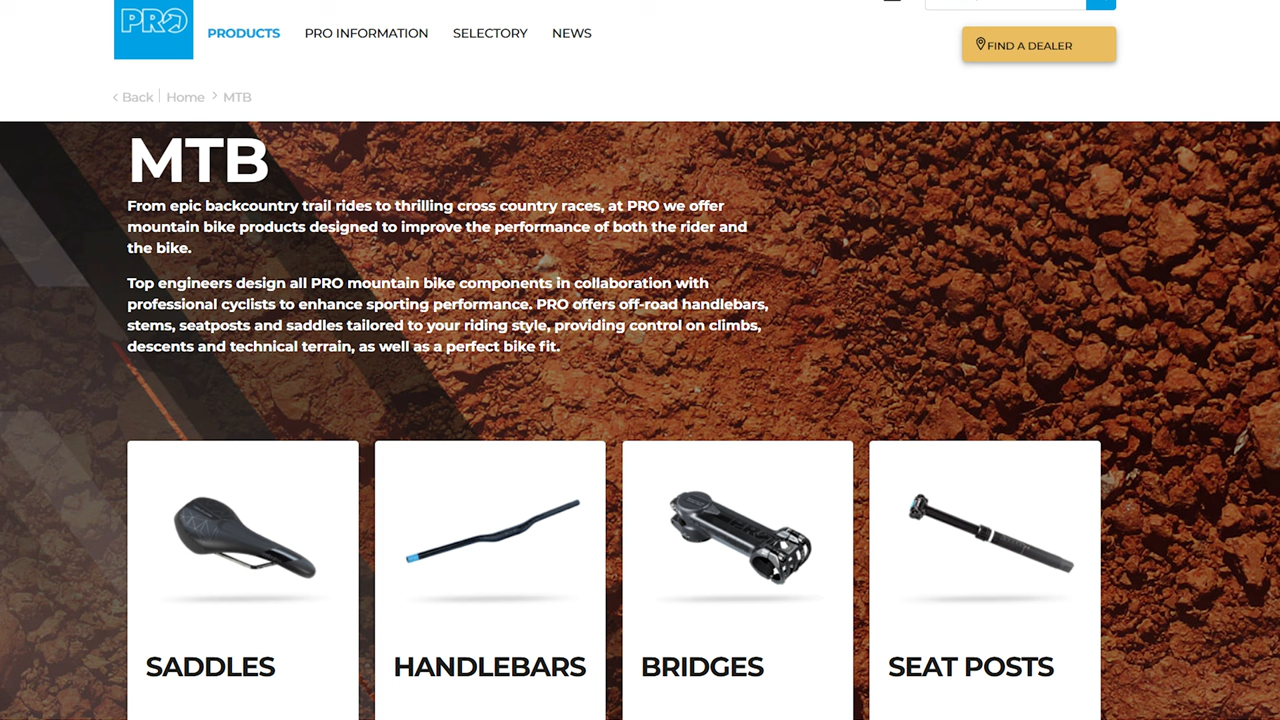 PRO
PRODUCTS
PRO INFORMATION
SELECTORY
NEWS
FIND A DEALER
Back
Home
MTB
MTB
From epic backcountry trail rides to thrilling cross country races, at PRO we offer
mountain bike products designed to improve the performance of both the rider and
the bike.
Top engineers design all PRO mountain bike components in collaboration with
professional cyclists to enhance sporting performance. PRO offers off-road handlebars,
stems, seatposts and saddles tailored to your riding style, providing control on climbs,
descents and technical terrain, as well as a perfect bike fit.
SADDLES
HANDLEBARS
BRIDGES
SEAT POSTS